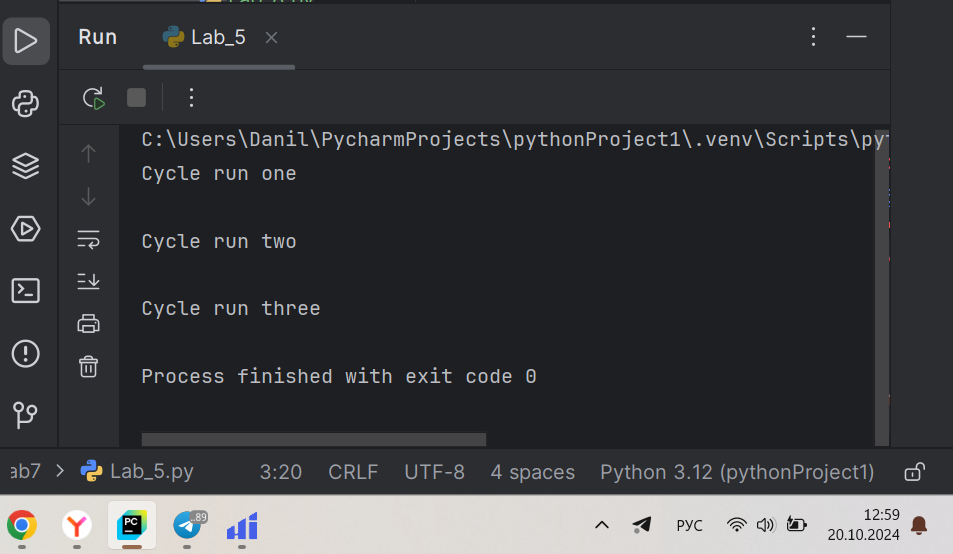 Run Lab_5
C:\Users\Danil\PycharmProjects\pythonProject1\.venv\Scripts\pyt
Cycle run one
Cycle run two
Cycle run three
Process finished with exit code 0
ab7 > Lab_5.py 3:20 CRLF UTF-8 4 spaces Python 3.12 (pythonProject1)
PC ..89 РУС 12:59
20.10.2024